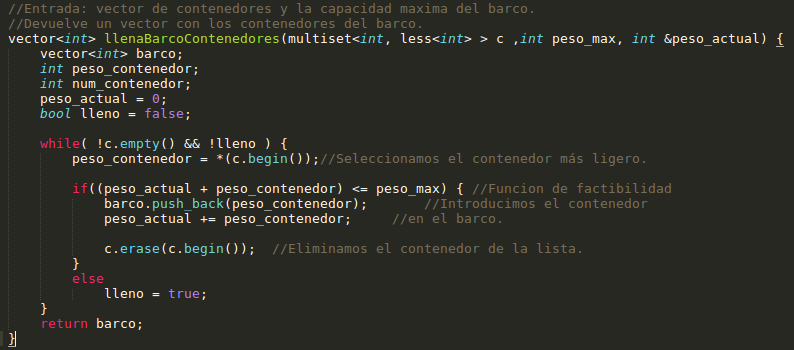 //Entrada: vector de contenedores y la capacidad maxima del barco.
//Devuelve un vector con los contenedores del barco.
vector<int> llenaBarcoContenedores(multiset<int, less<int> > c ,int peso_max, int &peso_actual) {
    vector<int> barco;
    int peso_contenedor;
    int num_contenedor;
    peso_actual = 0;
    bool lleno = false;

    while( !c.empty() && !lleno ) {
        peso_contenedor = *(c.begin());//Seleccionamos el contenedor más ligero.

        if((peso_actual + peso_contenedor) <= peso_max) { //Funcion de factibilidad
            barco.push_back(peso_contenedor);       //Introducimos el contenedor
            peso_actual += peso_contenedor;     //en el barco.

            c.erase(c.begin());  //Eliminamos el contenedor de la lista.
        }
        else
            lleno = true;
    }
    return barco;
}